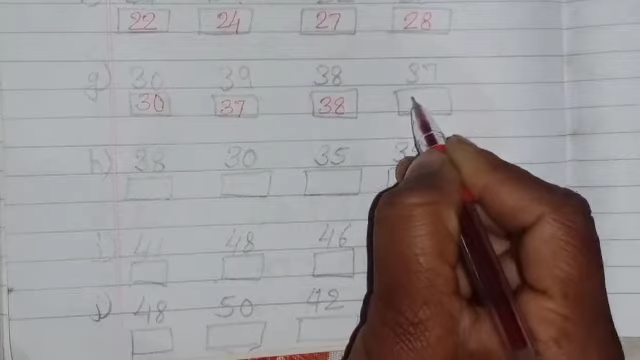 22 24 27 28
g) 30 39 38 37
30 37 38
h) 38 30 35
i) 48 46
j) 48 50 42